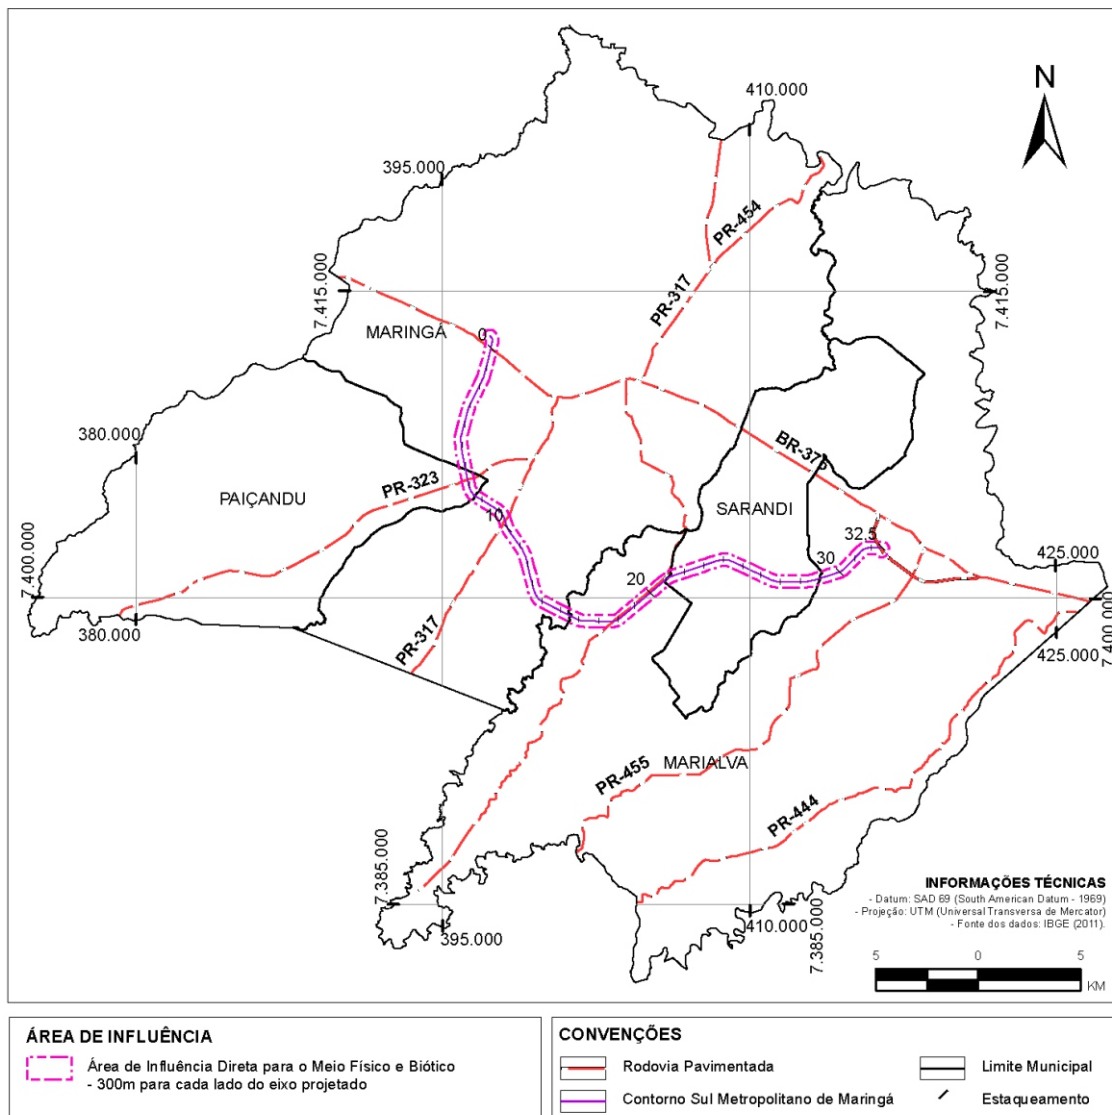 N
410.000
395.000
PR-454
7.415.000
7.415.000
PR-317
MARINGÁ
0
380.000
BR-376
PR-323
PAIÇANDU
SARANDI
10
32.5
7.400.000
20
30
425.000
380.000
425.000
7.400.000
PR-317
PR-455
MARIALVA
PR-444
7.385.000
395.000
410.000
7.385.000
INFORMAÇÕES TÉCNICAS
- Datum: SAD 69 (South American Datum - 1969)
- Projeção: UTM (Universal Transversa de Mercator)
- Fonte dos dados: IBGE (2011).
5 0 5
KM
ÁREA DE INFLUÊNCIA
Área de Influência Direta para o Meio Físico e Biótico
- 300m para cada lado do eixo projetado
CONVENÇÕES
Rodovia Pavimentada
Limite Municipal
Contorno Sul Metropolitano de Maringá
Estaqueamento